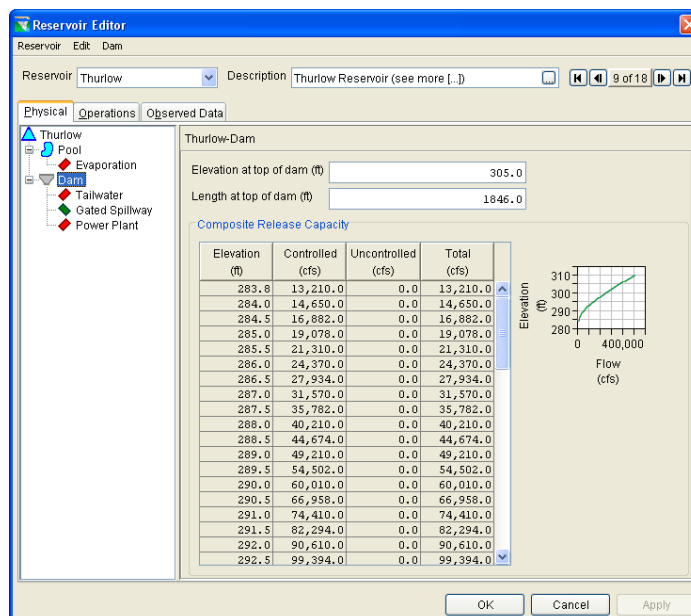 Reservoir Editor
Reservoir Edit Dam
Reservoir Thurlow Description Thurlow Reservoir (see more [...]) ... 9 of 18
Physical Operations Observed Data
Thurlow
Pool
Evaporation
Dam
Tailwater
Gated Spillway
Power Plant
Thurlow-Dam
Elevation at top of dam (ft) 305.0
Length at top of dam (ft) 1846.0
Composite Release Capacity
Elevation (ft) Controlled (cfs) Uncontrolled (cfs) Total (cfs)
283.8 13,210.0 0.0 13,210.0
284.0 14,650.0 0.0 14,650.0
284.5 16,882.0 0.0 16,882.0
285.0 19,078.0 0.0 19,078.0
285.5 21,310.0 0.0 21,310.0
286.0 24,370.0 0.0 24,370.0
286.5 27,934.0 0.0 27,934.0
287.0 31,570.0 0.0 31,570.0
287.5 35,782.0 0.0 35,782.0
288.0 40,210.0 0.0 40,210.0
288.5 44,674.0 0.0 44,674.0
289.0 49,210.0 0.0 49,210.0
289.5 54,502.0 0.0 54,502.0
290.0 60,010.0 0.0 60,010.0
290.5 66,958.0 0.0 66,958.0
291.0 74,410.0 0.0 74,410.0
291.5 82,294.0 0.0 82,294.0
292.0 90,610.0 0.0 90,610.0
292.5 99,394.0 0.0 99,394.0
Elevation (ft)
310
300
290
280
0 400,000
Flow
(cfs)
OK Cancel Apply